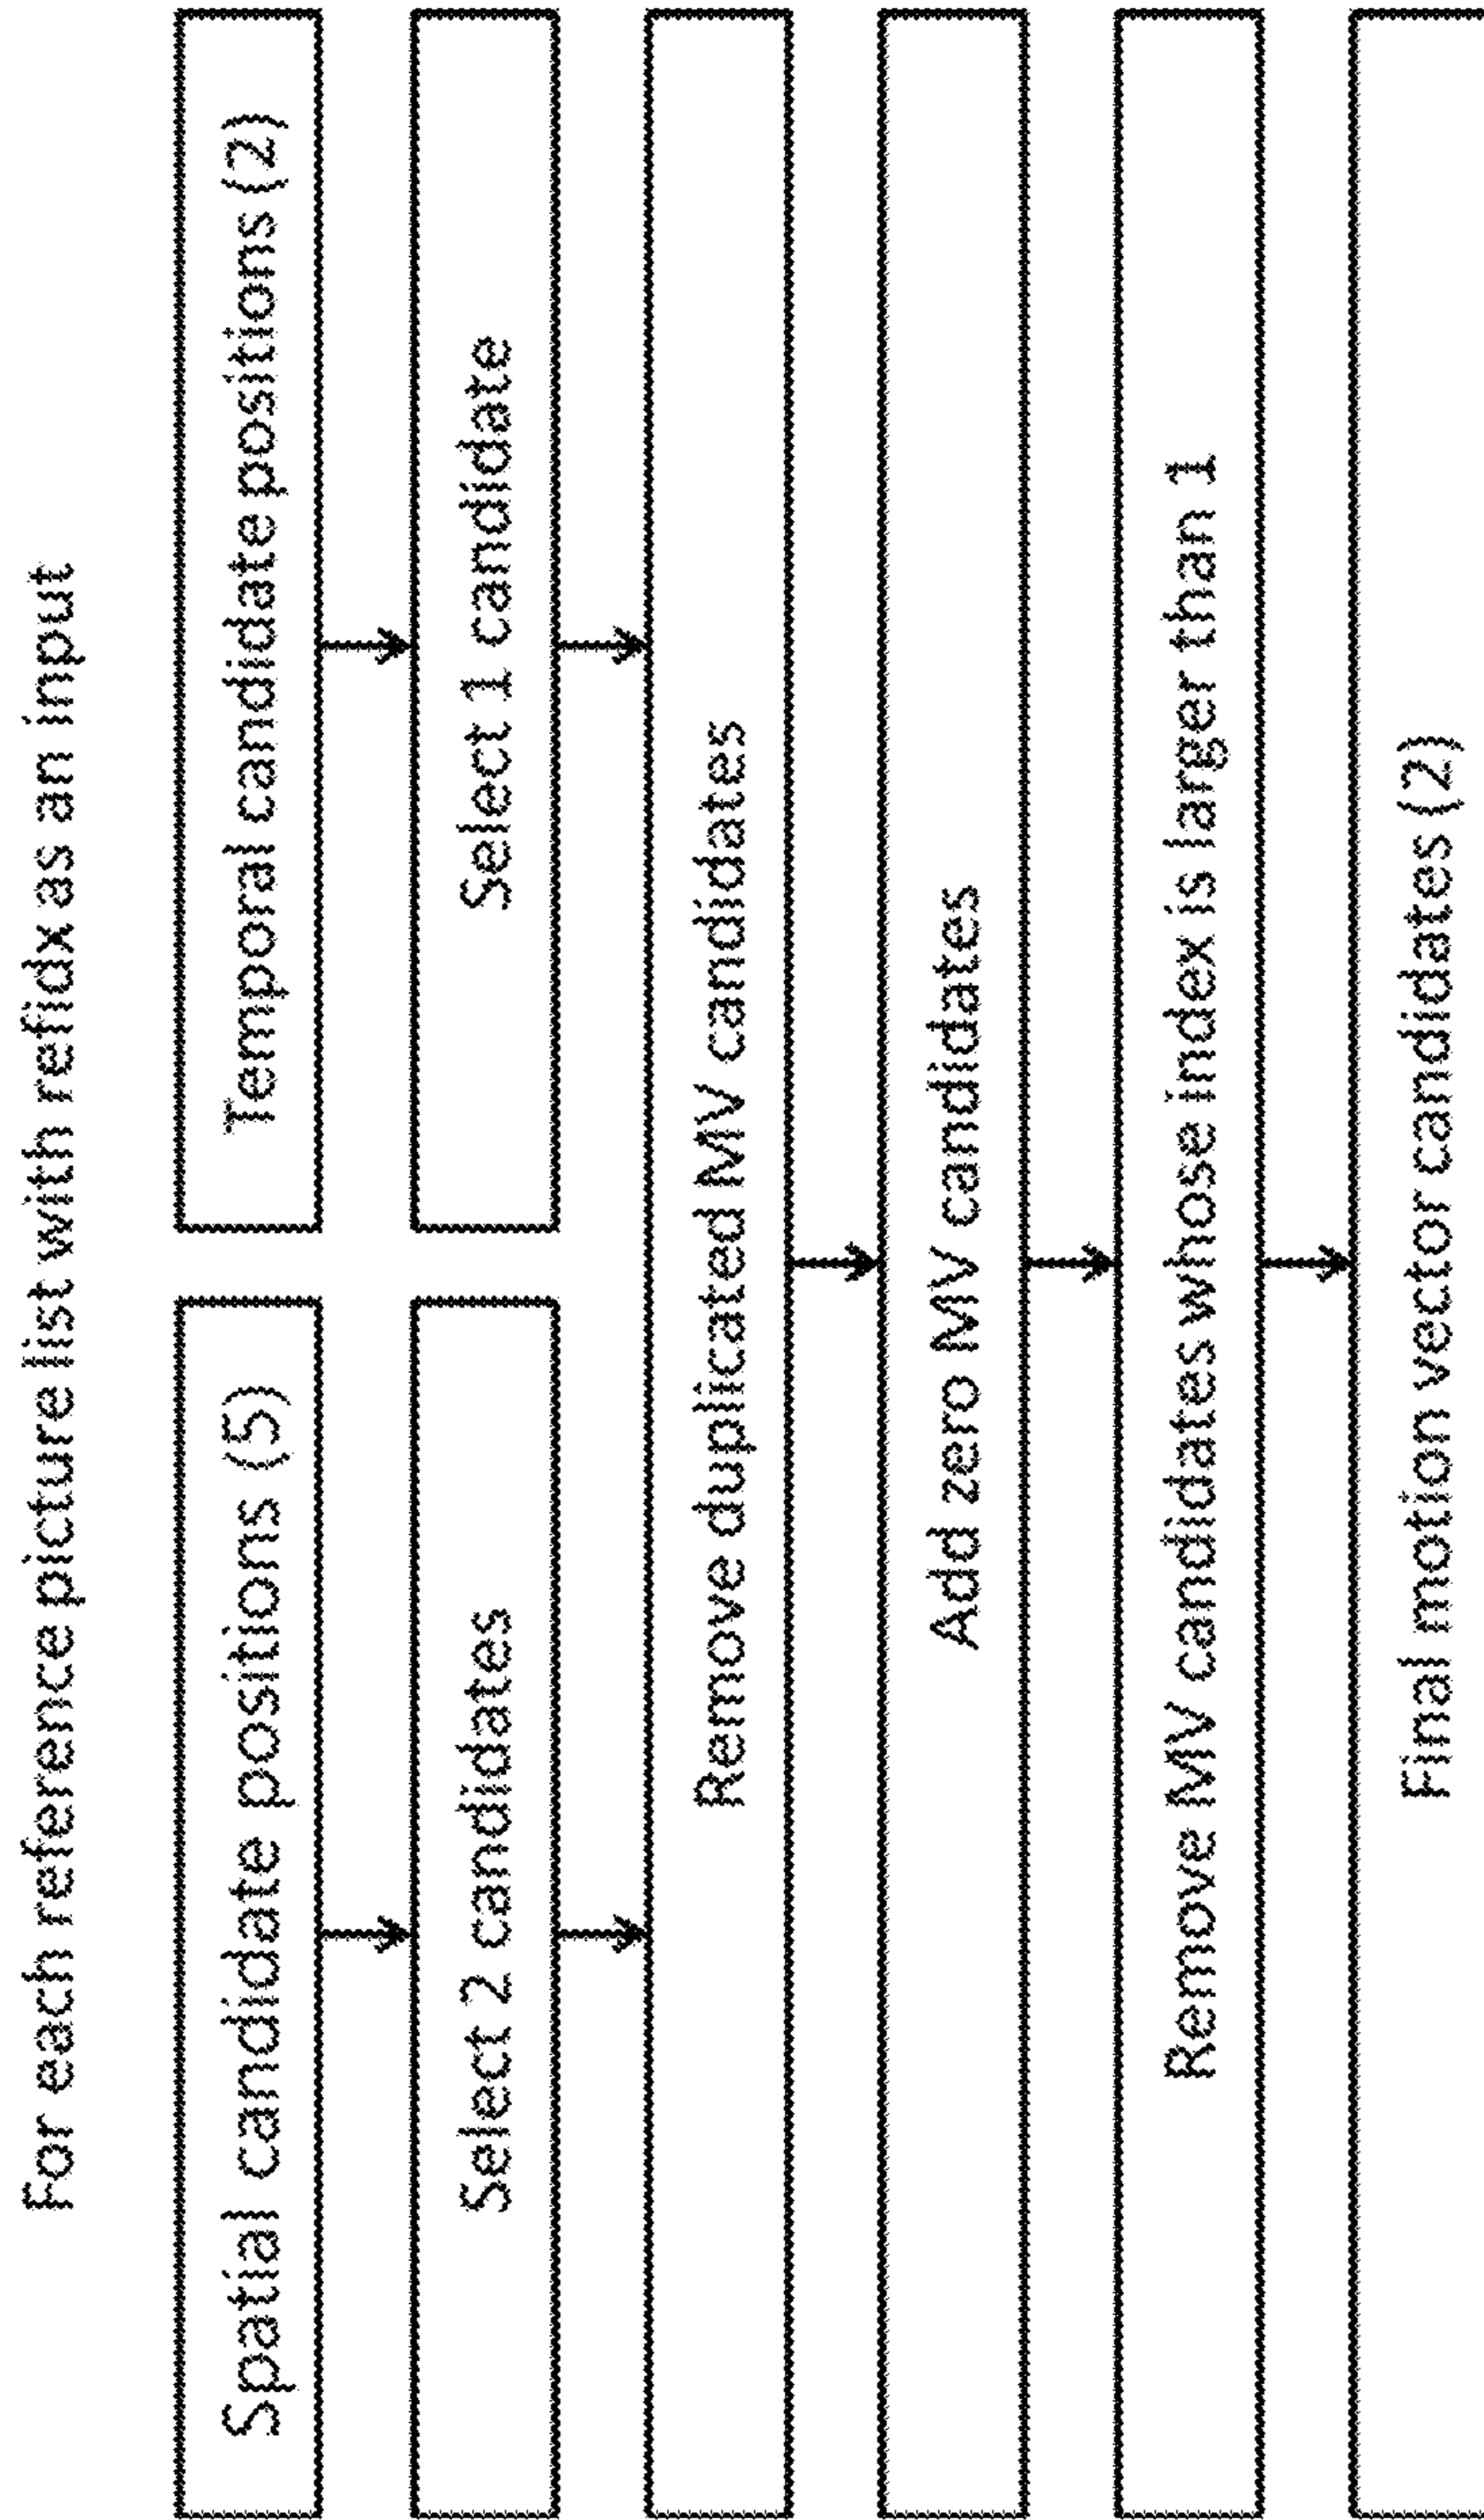 For each reference picture list with refidx as an input
Spatial candidate positions (5)
Temporal candidate positions (2)
Select 2 candidates
Select 1 candidate
Remove duplicated MV candidates
Add zero MV candidates
Remove MV candidates whose index is larger than 1
Final motion vector candidates (2)